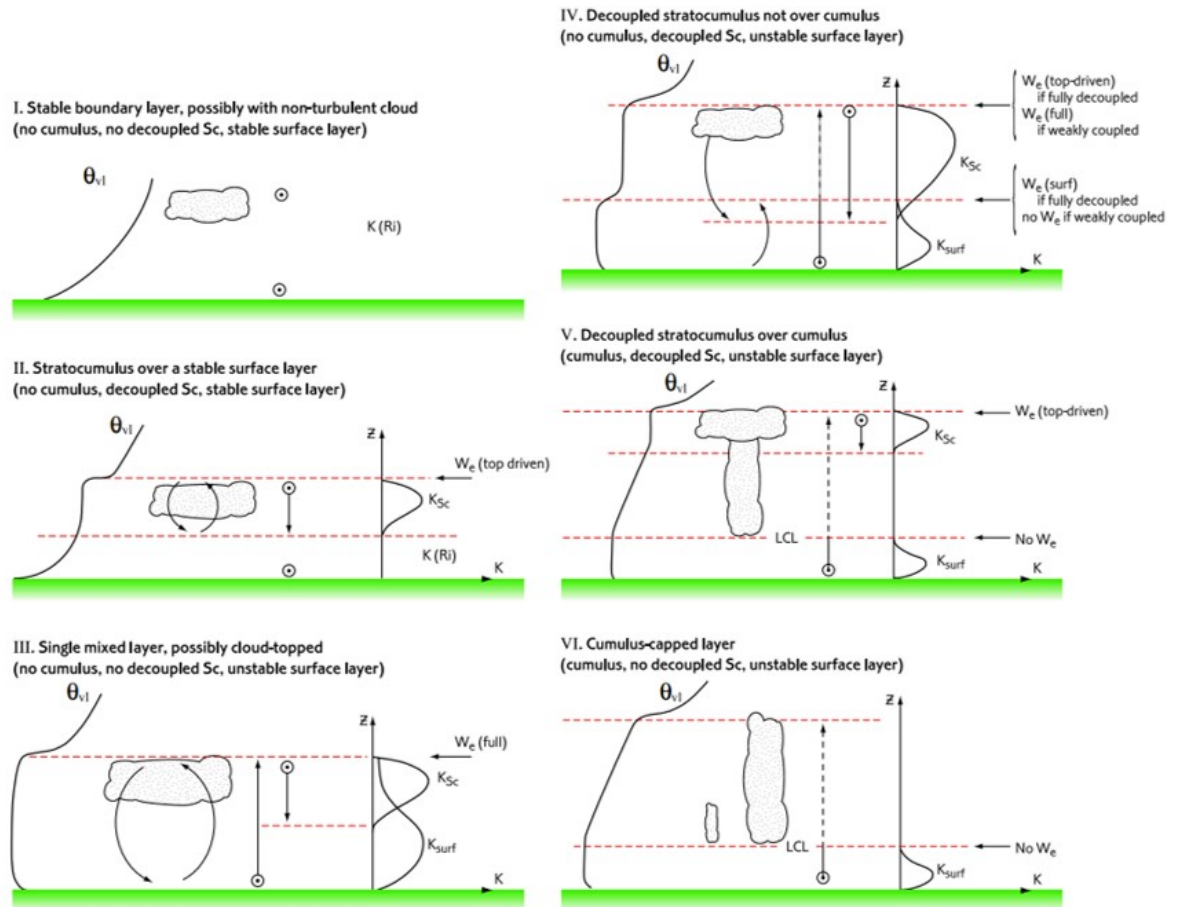 I. Stable boundary layer, possibly with non-turbulent cloud
(no cumulus, no decoupled Sc, stable surface layer)
θvl
K (Ri)
II. Stratocumulus over a stable surface layer
(no cumulus, decoupled Sc, stable surface layer)
θvl
z
We (top driven)
KSc
K (Ri)
K
III. Single mixed layer, possibly cloud-topped
(no cumulus, no decoupled Sc, unstable surface layer)
θvl
z
We (full)
KSc
Ksurf
K
IV. Decoupled stratocumulus not over cumulus
(no cumulus, decoupled Sc, unstable surface layer)
θvl
z
We (top-driven)
if fully decoupled
We (full)
if weakly coupled
KSc
We (surf)
if fully decoupled
no We if weakly coupled
Ksurf
K
V. Decoupled stratocumulus over cumulus
(cumulus, decoupled Sc, unstable surface layer)
θvl
z
We (top-driven)
KSc
LCL
No We
Ksurf
K
VI. Cumulus-capped layer
(cumulus, no decoupled Sc, unstable surface layer)
θvl
z
LCL
No We
Ksurf
K